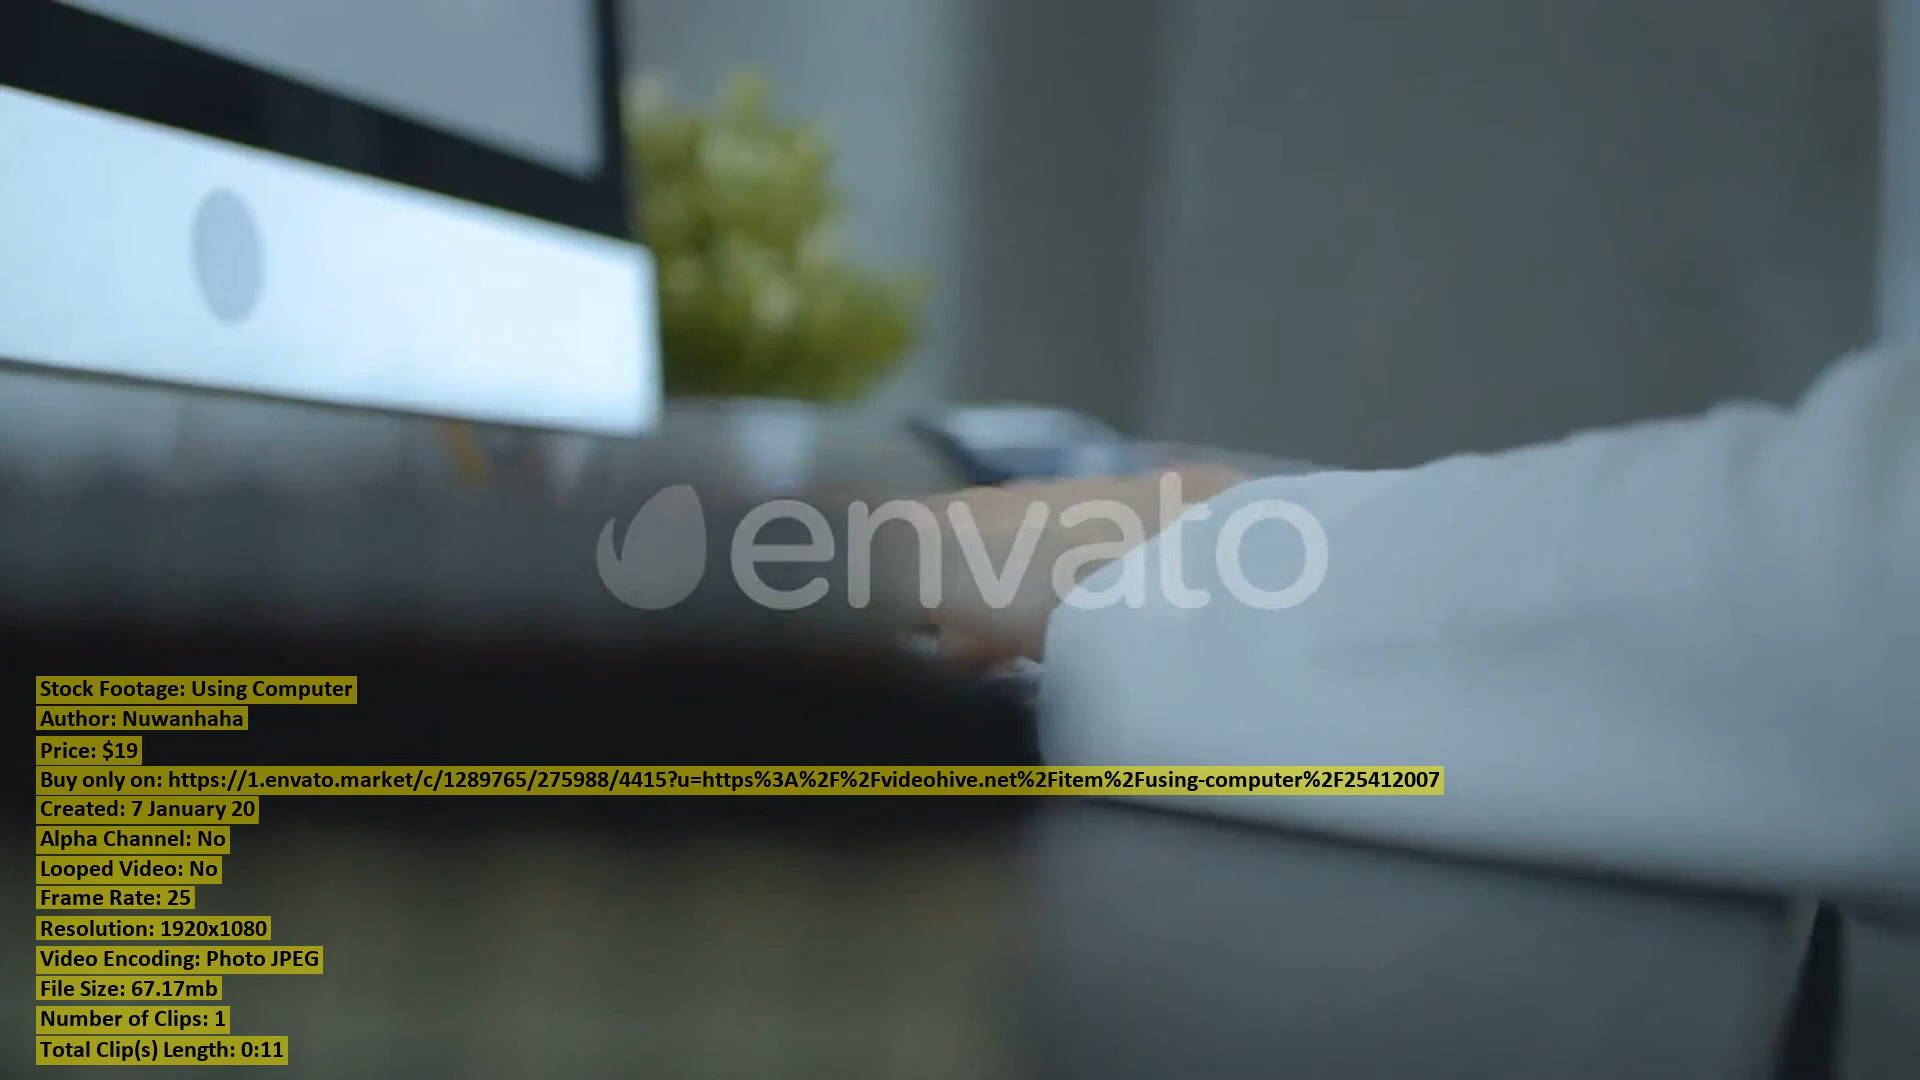 envato
Stock Footage: Using Computer
Author: Nuwanhaha
Price: $19
Buy only on: https://1.envato.market/c/1289765/275988/4415?u=https%3A%2F%2Fvideohive.net%2Fitem%2Fusing-computer%2F25412007
Created: 7 January 20
Alpha Channel: No
Looped Video: No
Frame Rate: 25
Resolution: 1920x1080
Video Encoding: Photo JPEG
File Size: 67.17mb
Number of Clips: 1
Total Clip(s) Length: 0:11